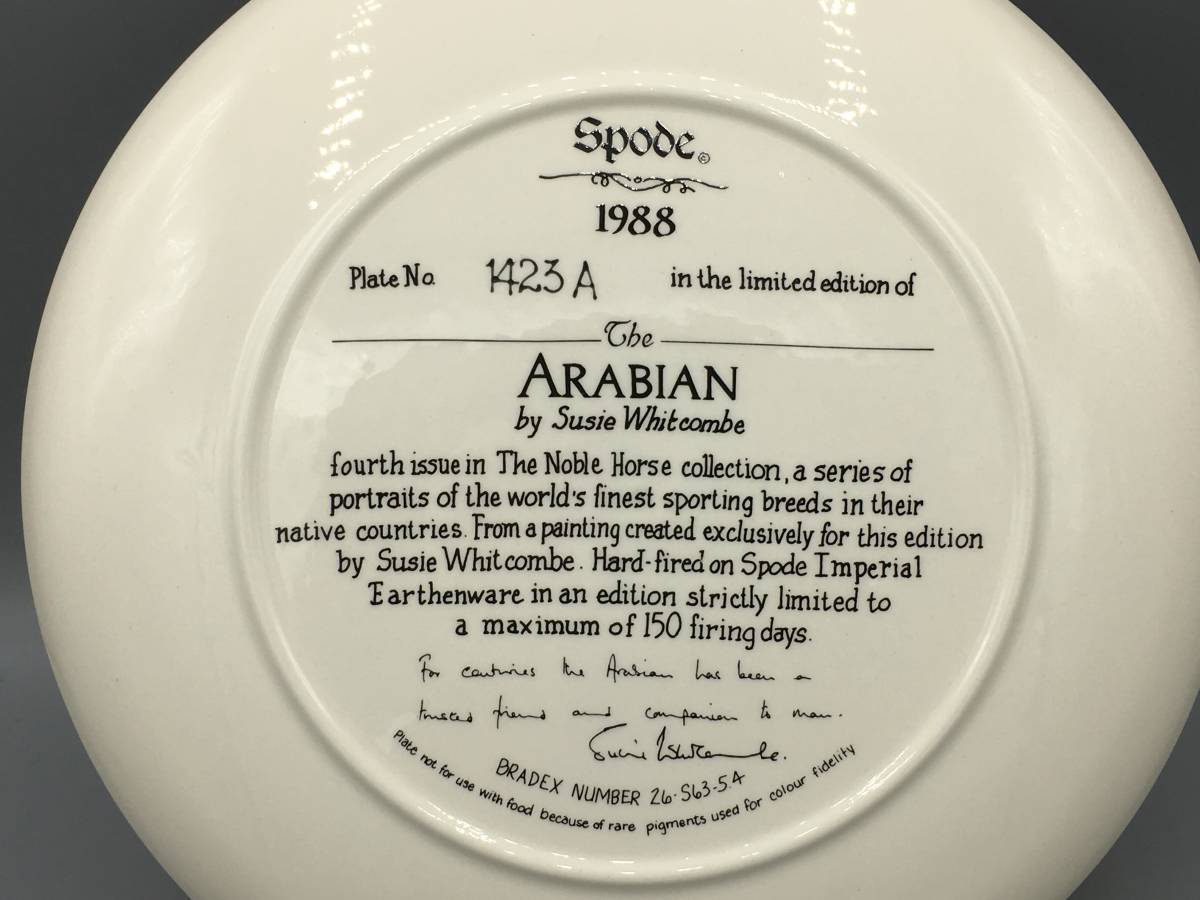 Spode ©
1988
Plate No. 1423 A in the limited edition of
The
ARABIAN
by Susie Whitcombe
fourth issue in The Noble Horse collection, a series of
portraits of the world's finest sporting breeds in their
native countries. From a painting created exclusively for this edition
by Susie Whitcombe. Hard-fired on Spode Imperial
Earthenware in an edition strictly limited to
a maximum of 150 firing days.
For centuries the Arabian has been a
trusted friend and companion to man.
Susie Whitcombe.
BRADEX NUMBER 26-S63-5.4
Plate not for use with food because of rare pigments used for colour fidelity